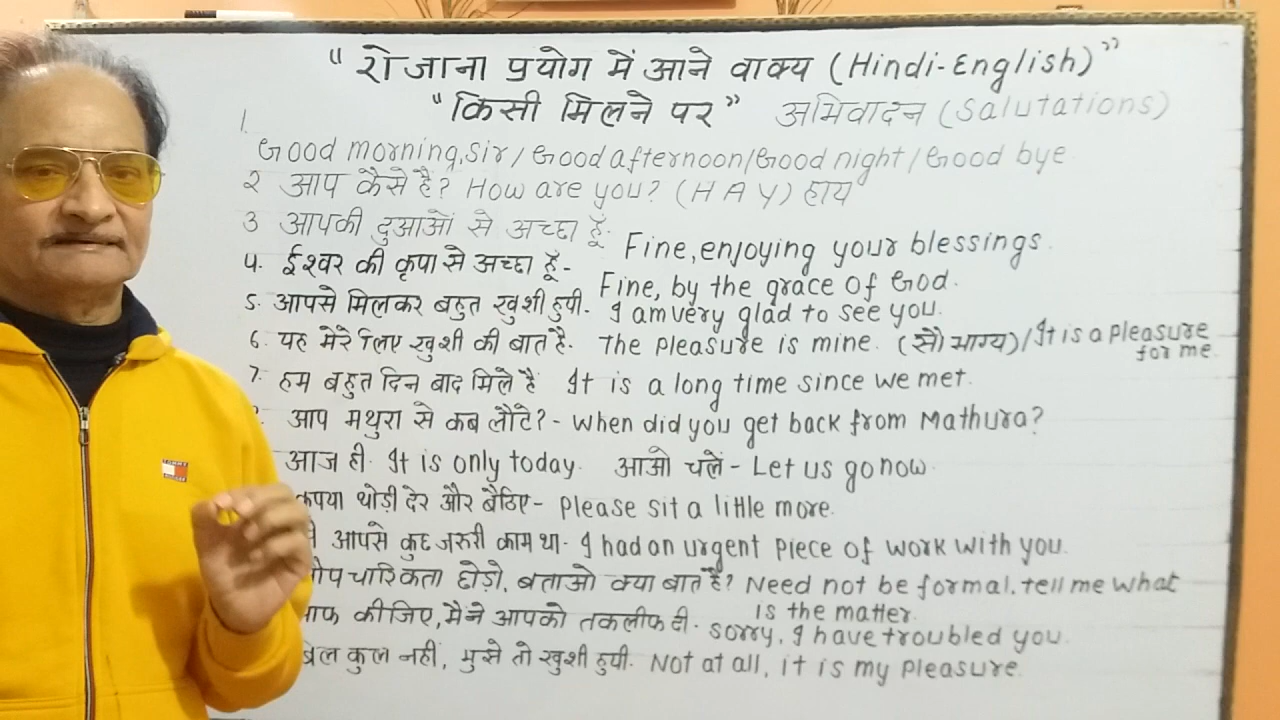 “रोजाना प्रयोग में आने वाक्य (Hindi-English)”
“किसी मिलने पर” अभिवादन (Salutations)
1.
Good morning,sir/Good afternoon/Good night/Good bye
२ आप कैसे हैं? How are you? (H A Y) हाय
३ आपकी दुआओं से अच्छा हूँ. Fine,enjoying your blessings.
४. ईश्वर की कृपा से अच्छा हूँ- Fine, by the grace of God.
5. आपसे मिलकर बहुत खुशी हुयी. I am very glad to see you.
6. यह मेरे लिए खुशी की बात है. The pleasure is mine. (सौभाग्य)/It is a pleasure for me.
7. हम बहुत दिन बाद मिले हैं It is a long time since we met.
आप मथुरा से कब लौटे?- When did you get back from Mathura?
आज ही. It is only today. आओ चलें- Let us go now.
थोड़ी देर और बैठिए- Please sit a little more.
आपसे कुछ जरुरी काम था. I had an urgent piece of work with you.
छोड़ो, बताओ क्या बात है? Need not be formal. tell me what
is the matter.
कीजिए, मैने आपको तकलीफ दी. sorry, I have troubled you.
कुल नहीं, मुझे तो खुशी हुयी. Not at all, it is my pleasure.
TOMMY